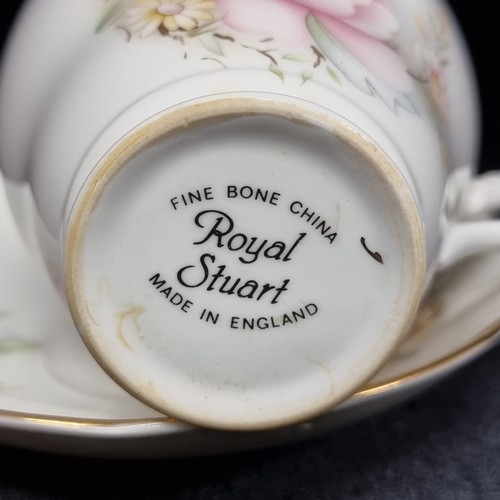 FINE BONE CHINA
Royal
Stuart
MADE IN ENGLAND